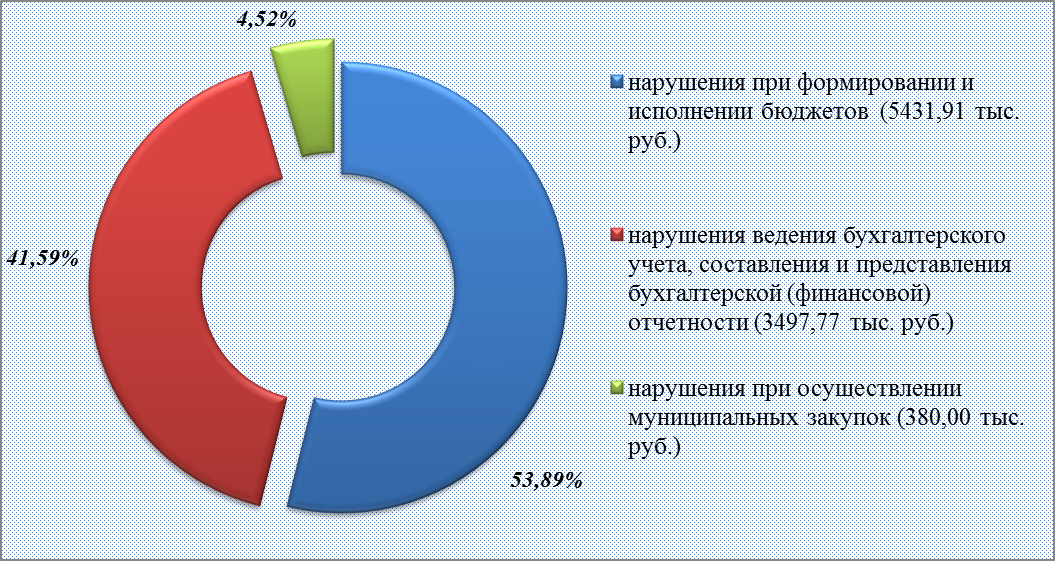 4,52%
41,59%
53,89%
нарушения при формировании и
исполнении бюджетов (5431,91 тыс.
руб.)
нарушения ведения бухгалтерского
учета, составления и представления
бухгалтерской (финансовой)
отчетности (3497,77 тыс. руб.)
нарушения при осуществлении
муниципальных закупок (380,00 тыс.
руб.)